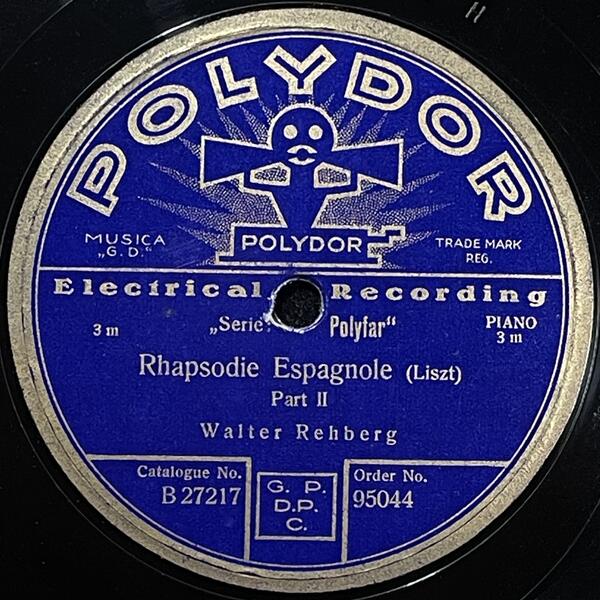 POLYDOR
POLYDOR
MUSICA
„G. D."
TRADE MARK
REG.
Electrical Recording
3 m
„Serie: Polyfar"
PIANO
3 m
Rhapsodie Espagnole (Liszt)
Part II
Walter Rehberg
Catalogue No.
B 27217
G. P.
D.P.
C.
Order No.
95044